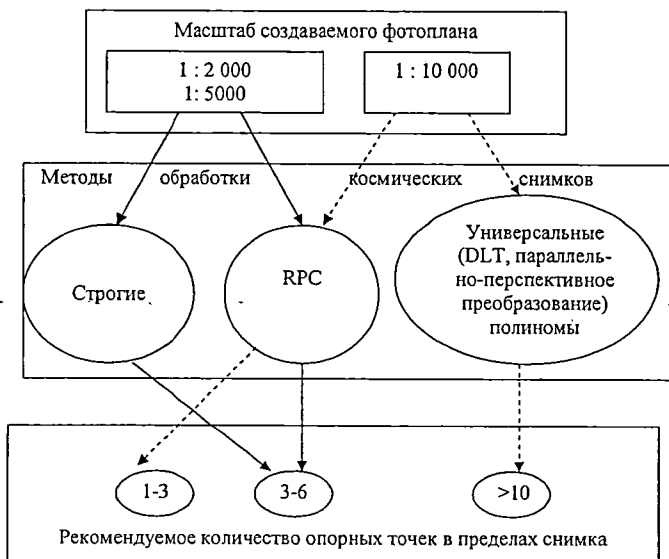 Масштаб создаваемого фотоплана
1 : 2 000
1: 5000
1 : 10 000
Методы обработки космических снимков
Строгие
RPC
Универсальные
(DLT, параллель-
но-перспективное
преобразование)
полиномы
1-3
3-6
>10
Рекомендуемое количество опорных точек в пределах снимка